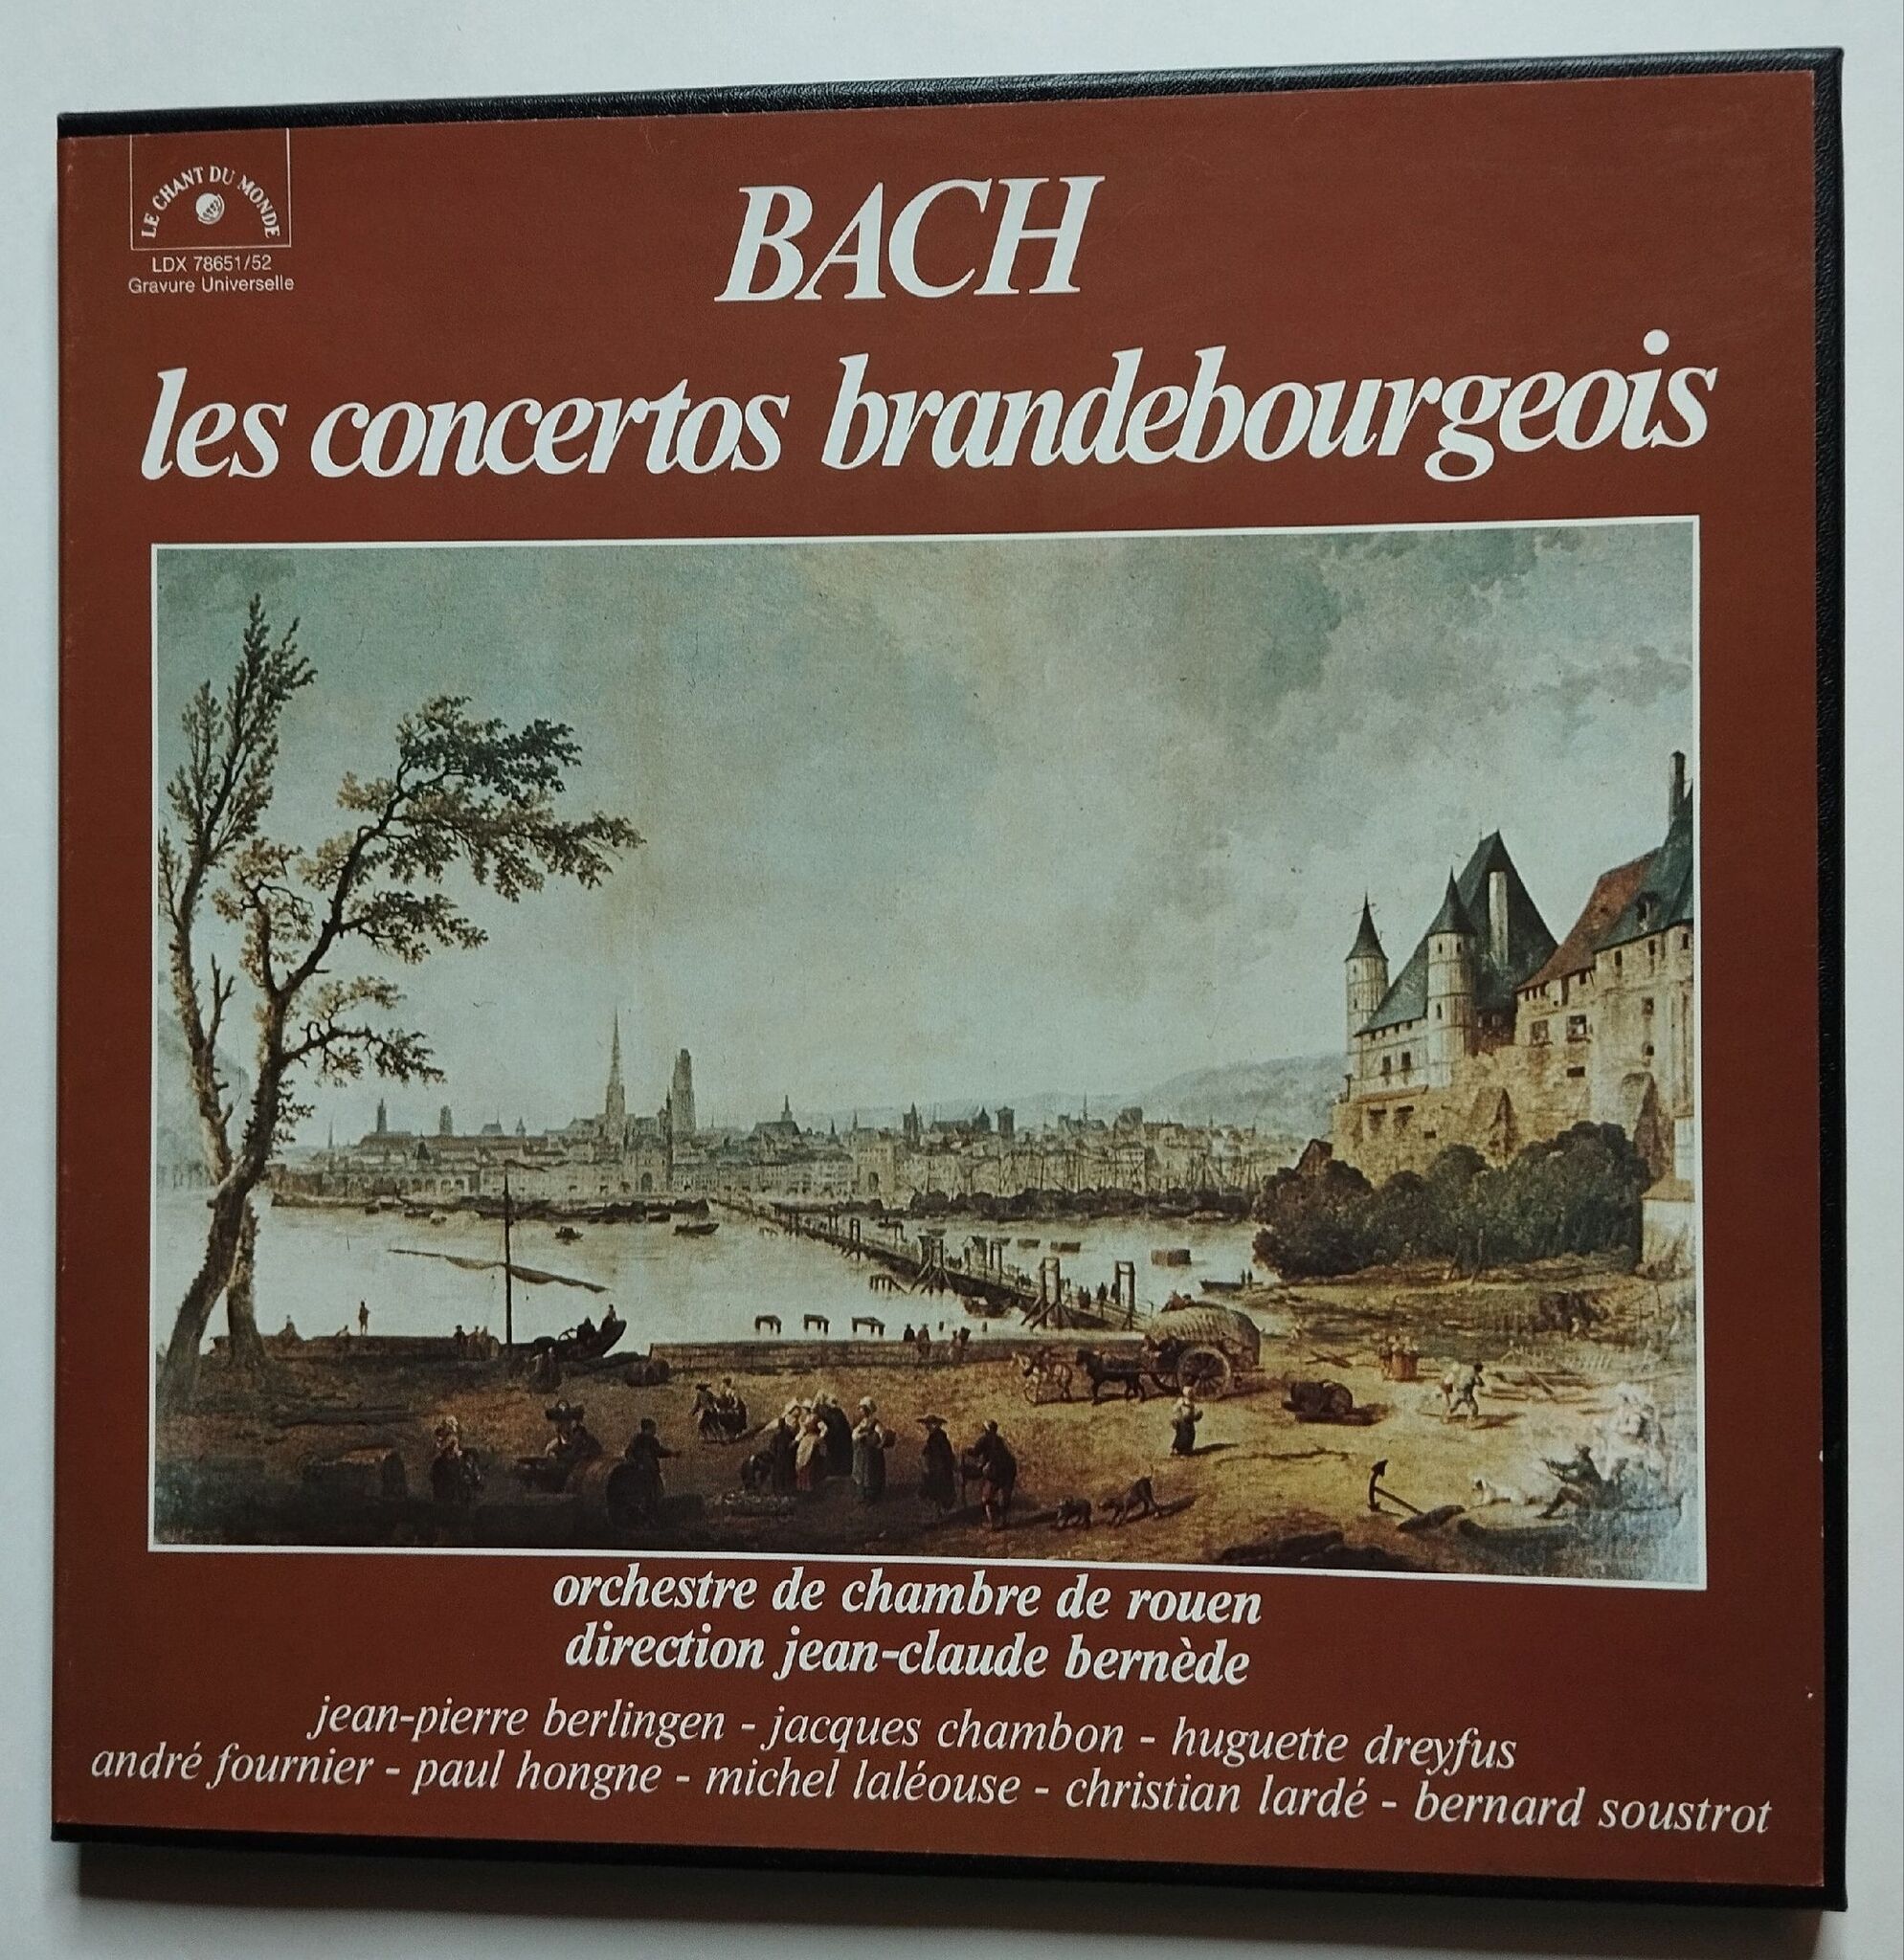 LE CHANT DU MONDE
LDX 78651/52
Gravure Universelle
BACH
les concertos brandebourgeois
orchestre de chambre de rouen
direction jean-claude bernède
jean-pierre berlingen - jacques chambon - huguette dreyfus
andré fournier - paul hongne - michel laléouse - christian lardé - bernard soustrot